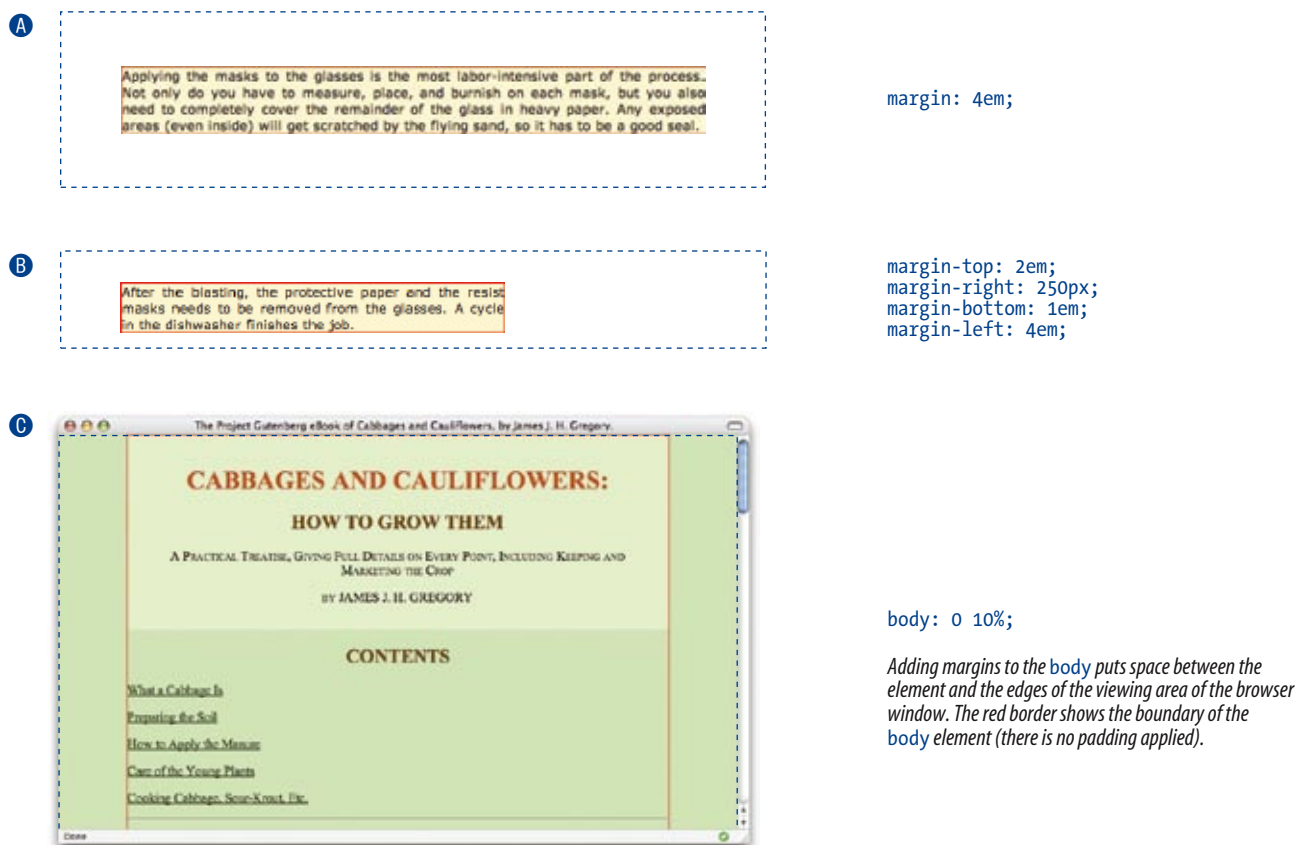 A
Applying the masks to the glasses is the most labor-intensive part of the process.
Not only do you have to measure, place, and burnish on each mask, but you also
need to completely cover the remainder of the glass in heavy paper. Any exposed
areas (even inside) will get scratched by the flying sand, so it has to be a good seal.
margin: 4em;
B
After the blasting, the protective paper and the resist
masks needs to be removed from the glasses. A cycle
in the dishwasher finishes the job.
margin-top: 2em;
margin-right: 250px;
margin-bottom: 1em;
margin-left: 4em;
C
The Project Gutenberg eBook of Cabbages and Cauliflowers, by James J. H. Gregory.
CABBAGES AND CAULIFLOWERS:
HOW TO GROW THEM
A PRACTICAL TREATISE, GIVING FULL DETAILS ON EVERY POINT, INCLUDING KEEPING AND
MARKETING THE CROP
BY JAMES J. H. GREGORY
CONTENTS
What a Cabbage Is
Preparing the Soil
How to Apply the Manure
Care of the Young Plants
Cooking Cabbage, Sour-Krout, Etc.
Done
body: 0 10%;
Adding margins to the body puts space between the
element and the edges of the viewing area of the browser
window. The red border shows the boundary of the
body element (there is no padding applied).